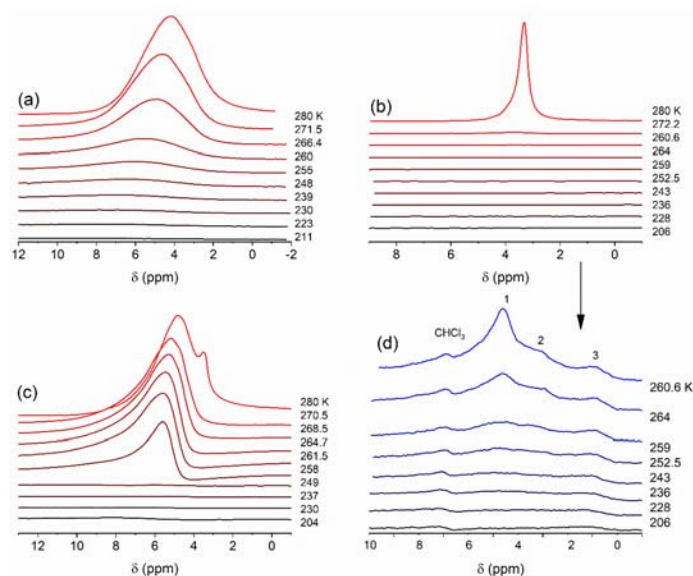 (a)
280 K
271.5
266.4
260
255
248
239
230
223
211
12 10 8 6 4 2 0 -2
δ (ppm)
(b)
280 K
272.2
260.6
264
259
252.5
243
236
228
206
9 6 3 0
δ (ppm)
(c)
280 K
270.5
268.5
264.7
261.5
258
249
237
230
204
12 10 8 6 4 2 0
δ (ppm)
(d)
CHCl3
1
2
3
260.6 K
264
259
252.5
243
236
228
206
10 8 6 4 2 0
δ (ppm)